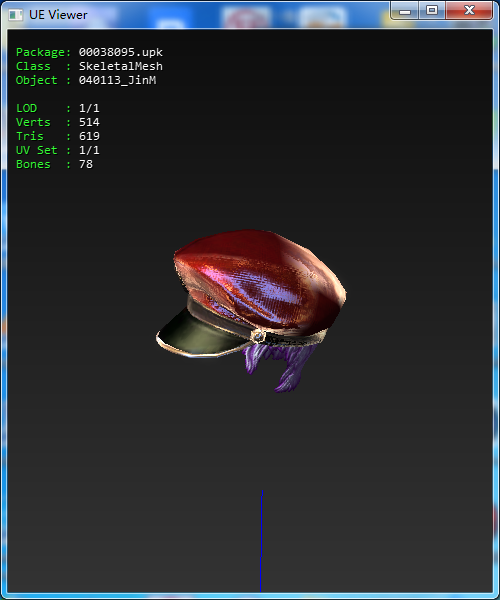 UE Viewer
Package: 00038095.upk
Class : SkeletalMesh
Object : 040113_JinM
LOD : 1/1
Verts : 514
Tris : 619
UV Set : 1/1
Bones : 78